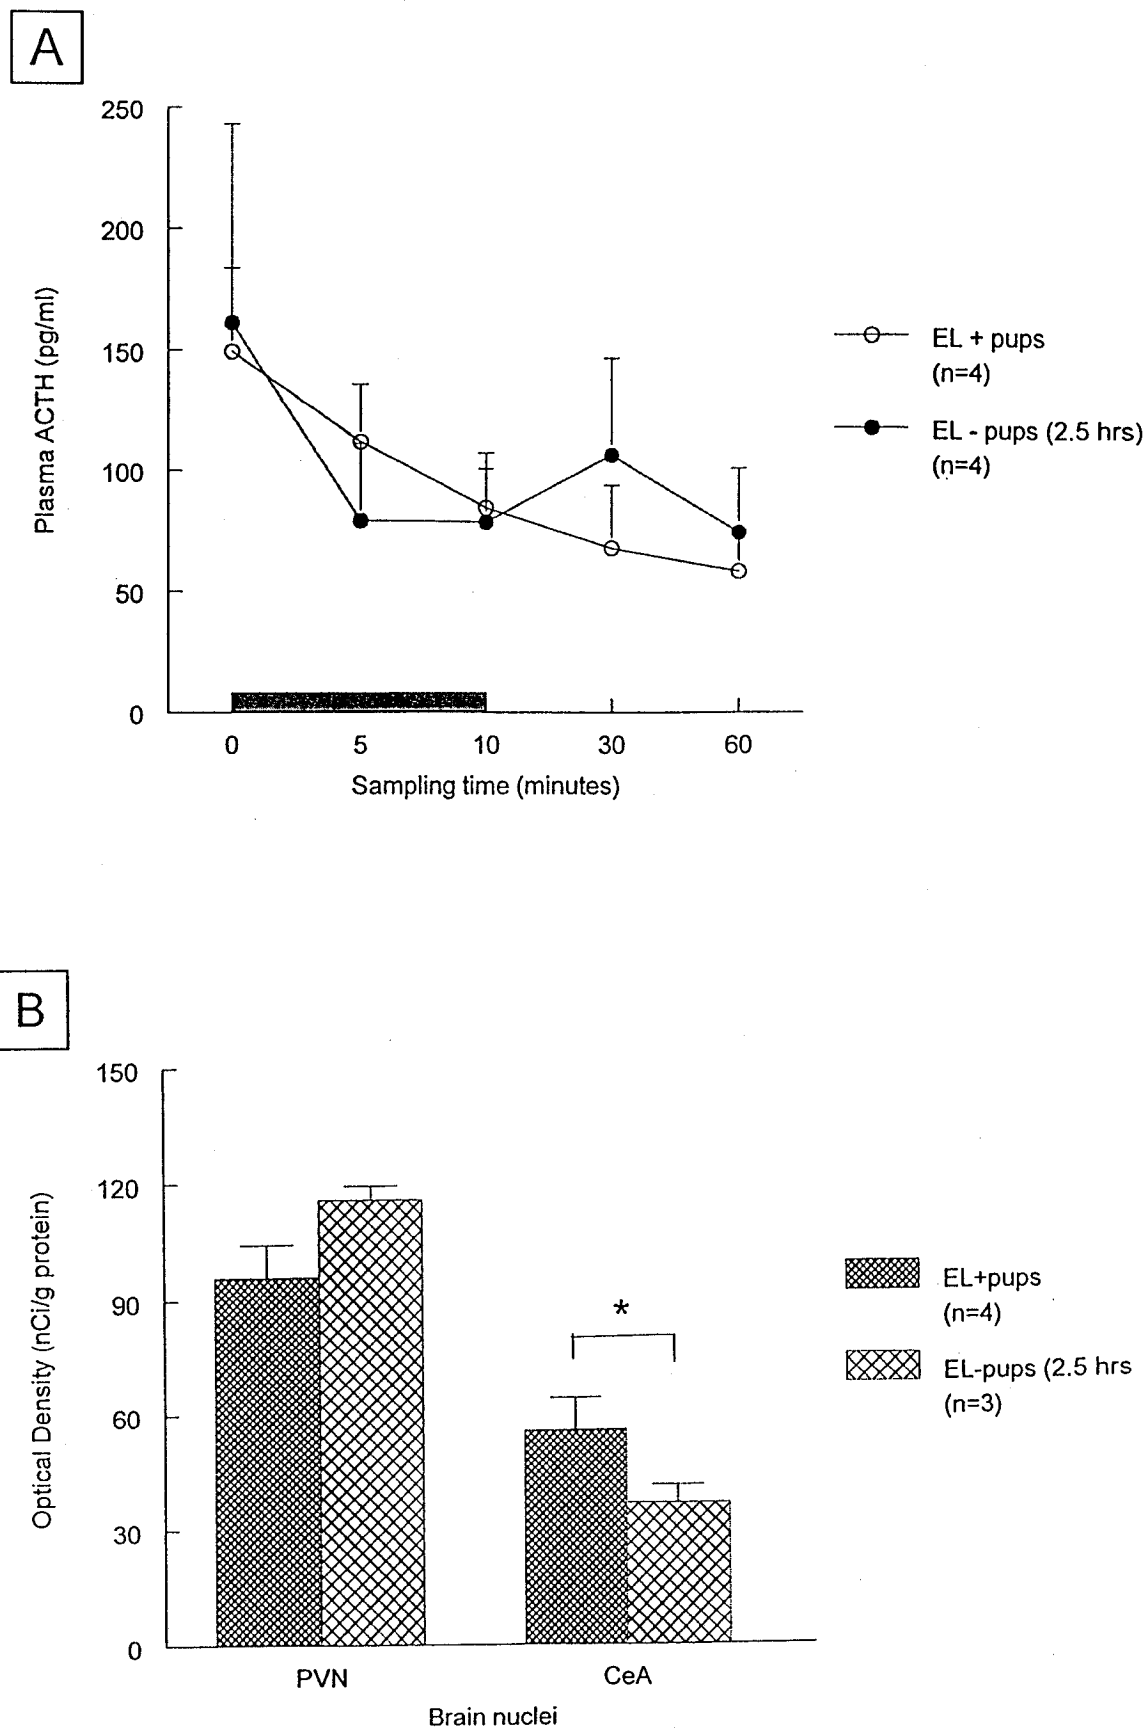 A
250
200
150
100
50
0
Plasma ACTH (pg/ml)
0 5 10 30 60
Sampling time (minutes)
EL + pups
(n=4)
EL - pups (2.5 hrs)
(n=4)
B
150
120
90
60
30
0
Optical Density (nCi/g protein)
*
PVN CeA
Brain nuclei
EL+pups
(n=4)
EL-pups (2.5 hrs
(n=3)